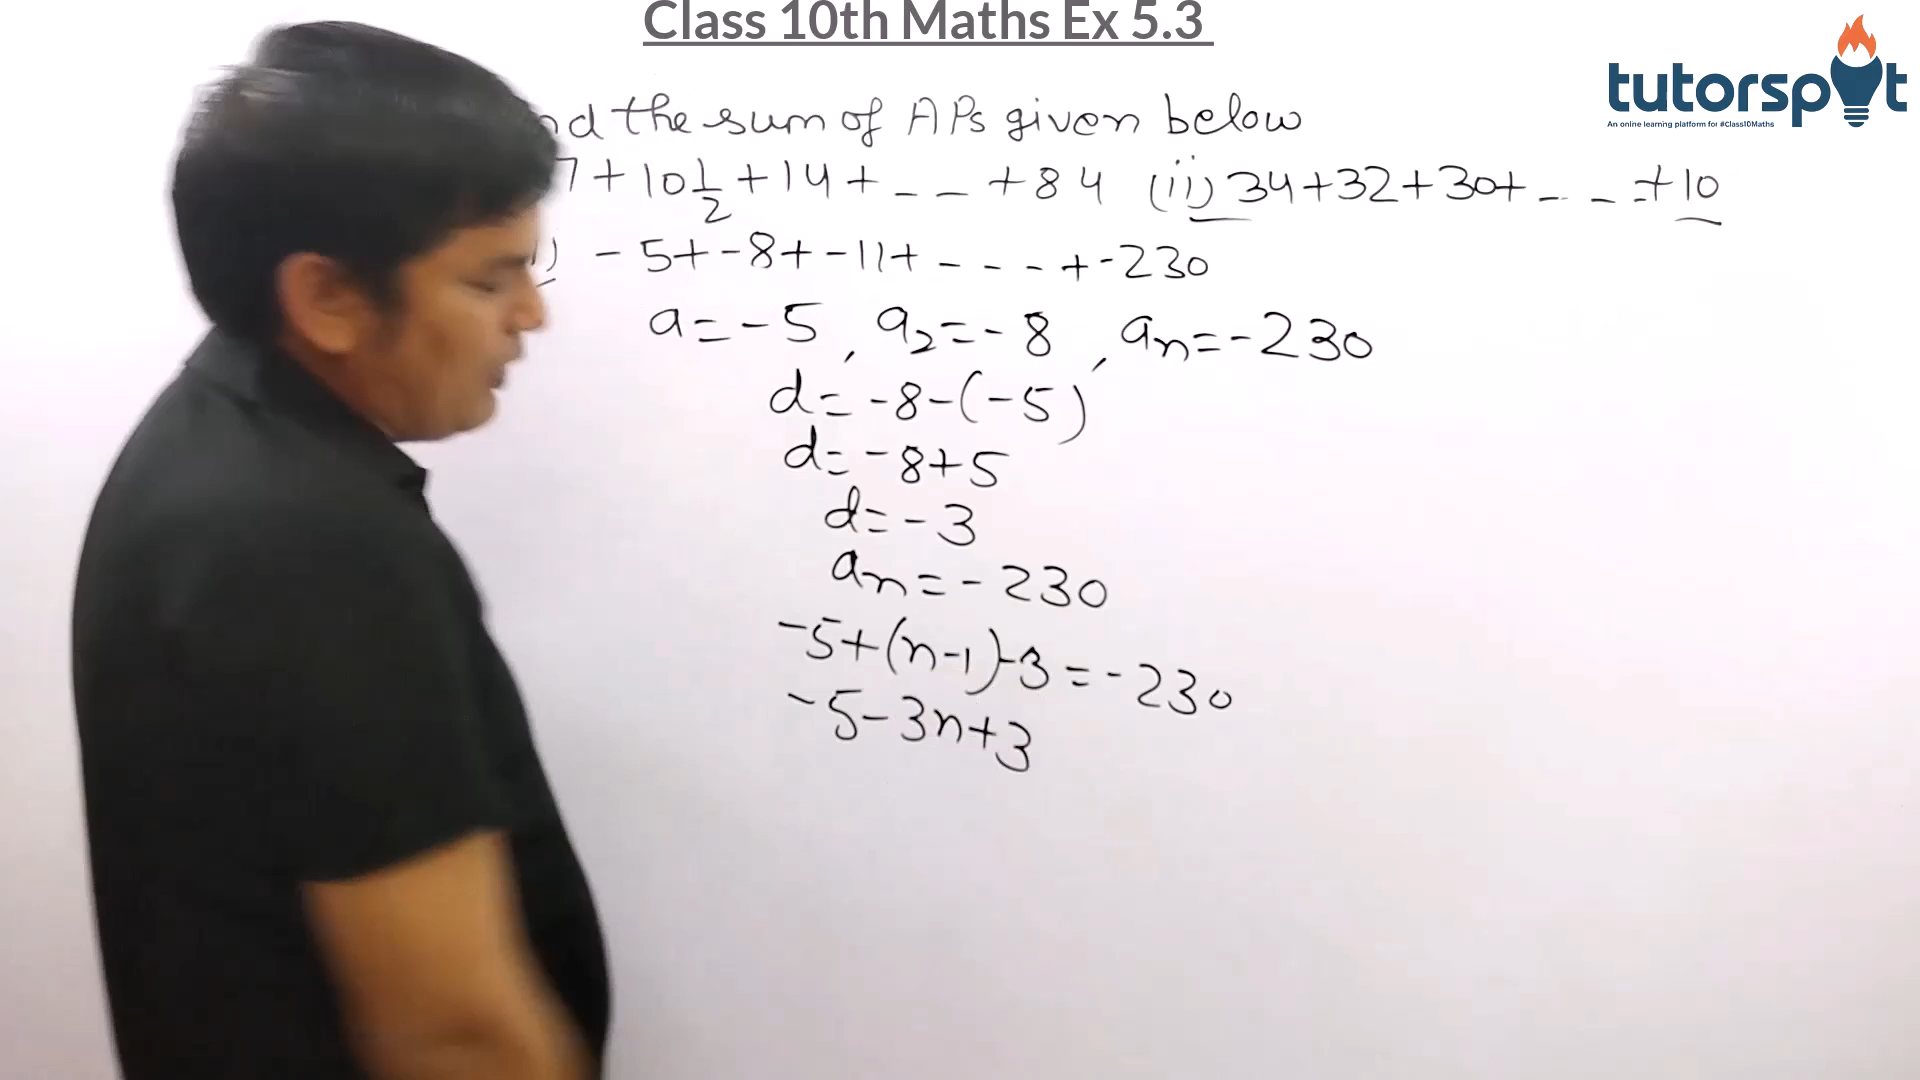 Class 10th Maths Ex 5.3
tutorspot
An online learning platform for #Class10Maths
the sum of APs given below
7 + 10 1/2 + 14 + _ _ + 84 (ii) 34+32+30+ _ _ =+10
) - 5+-8+-11+ - - - +-230
a=-5, a₂=-8, aₙ=-230
d=-8-(-5)
d=-8+5
d=-3
aₙ=-230
-5+(n-1)-3=-230
-5-3n+3